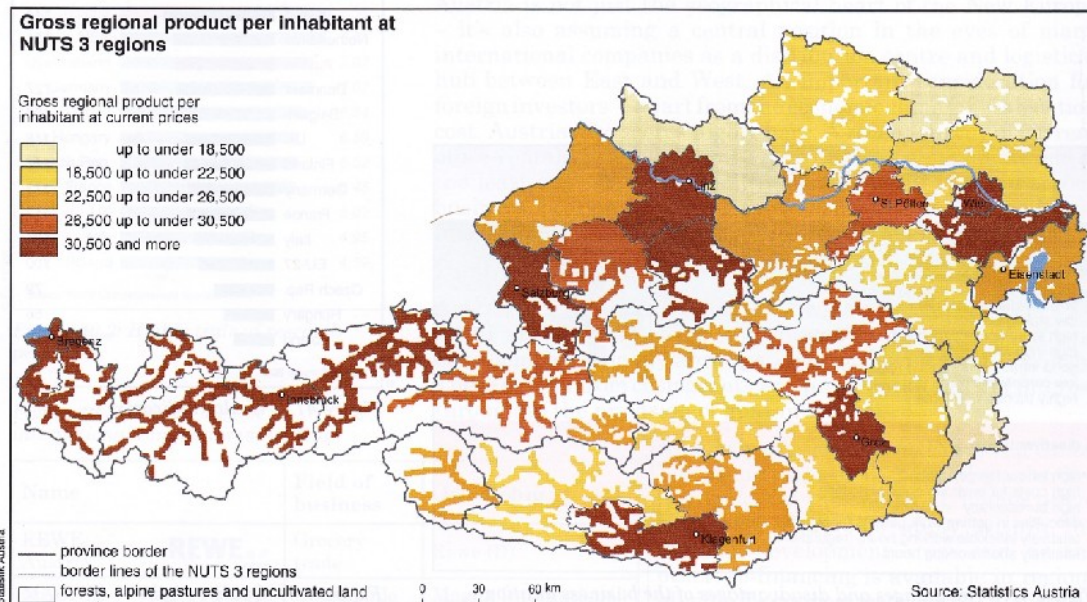 Gross regional product per inhabitant at
NUTS 3 regions
Gross regional product per
inhabitant at current prices
up to under 18,500
18,500 up to under 22,500
22,500 up to under 26,500
26,500 up to under 30,500
30,500 and more
Linz
St. Pölten
Wien
Eisenstadt
Salzburg
Bregenz
Innsbruck
Graz
Klagenfurt
province border
border lines of the NUTS 3 regions
forests, alpine pastures and uncultivated land
0 30 60 km
Source: Statistics Austria
Statistik Austria